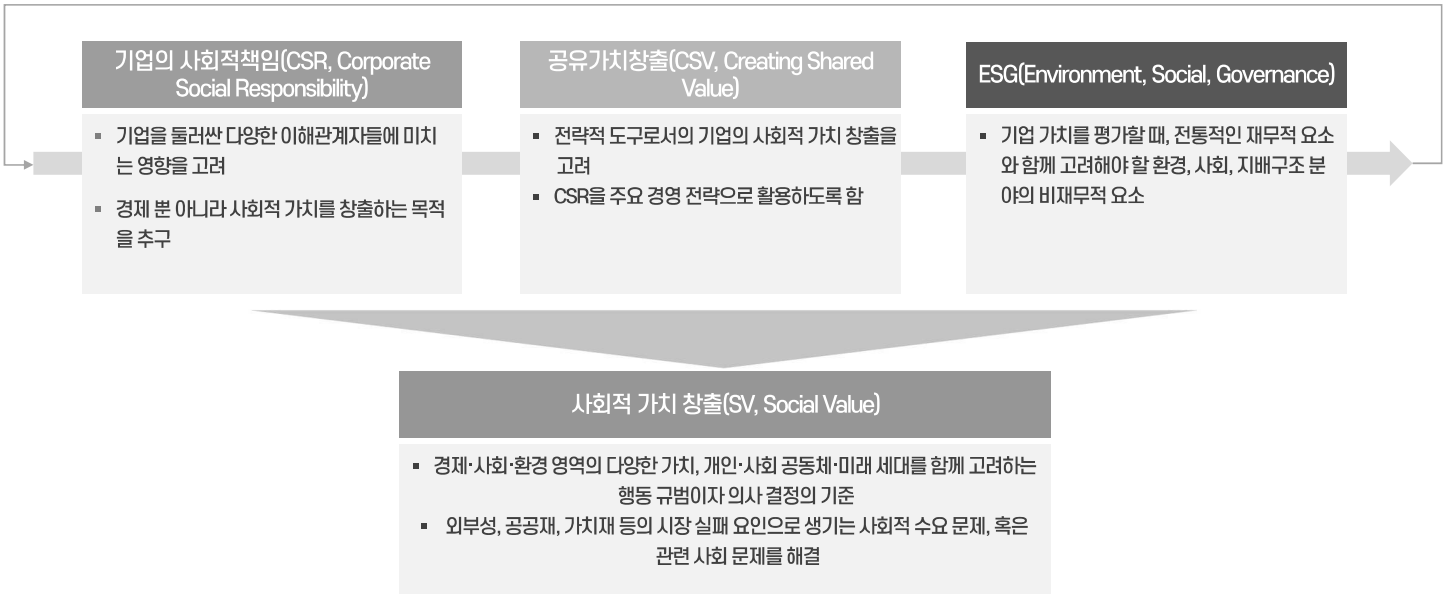 기업의 사회적책임(CSR, Corporate
Social Responsibility)
▪ 기업을 둘러싼 다양한 이해관계자들에 미치
는 영향을 고려
▪ 경제 뿐 아니라 사회적 가치를 창출하는 목적
을 추구
공유가치창출(CSV, Creating Shared
Value)
▪ 전략적 도구로서의 기업의 사회적 가치 창출을
고려
▪ CSR을 주요 경영 전략으로 활용하도록 함
ESG(Environment, Social, Governance)
▪ 기업 가치를 평가할 때, 전통적인 재무적 요소
와 함께 고려해야 할 환경, 사회, 지배구조 분
야의 비재무적 요소
사회적 가치 창출(SV, Social Value)
▪ 경제·사회·환경 영역의 다양한 가치, 개인·사회 공동체·미래 세대를 함께 고려하는
행동 규범이자 의사 결정의 기준
▪ 외부성, 공공재, 가치재 등의 시장 실패 요인으로 생기는 사회적 수요 문제, 혹은
관련 사회 문제를 해결